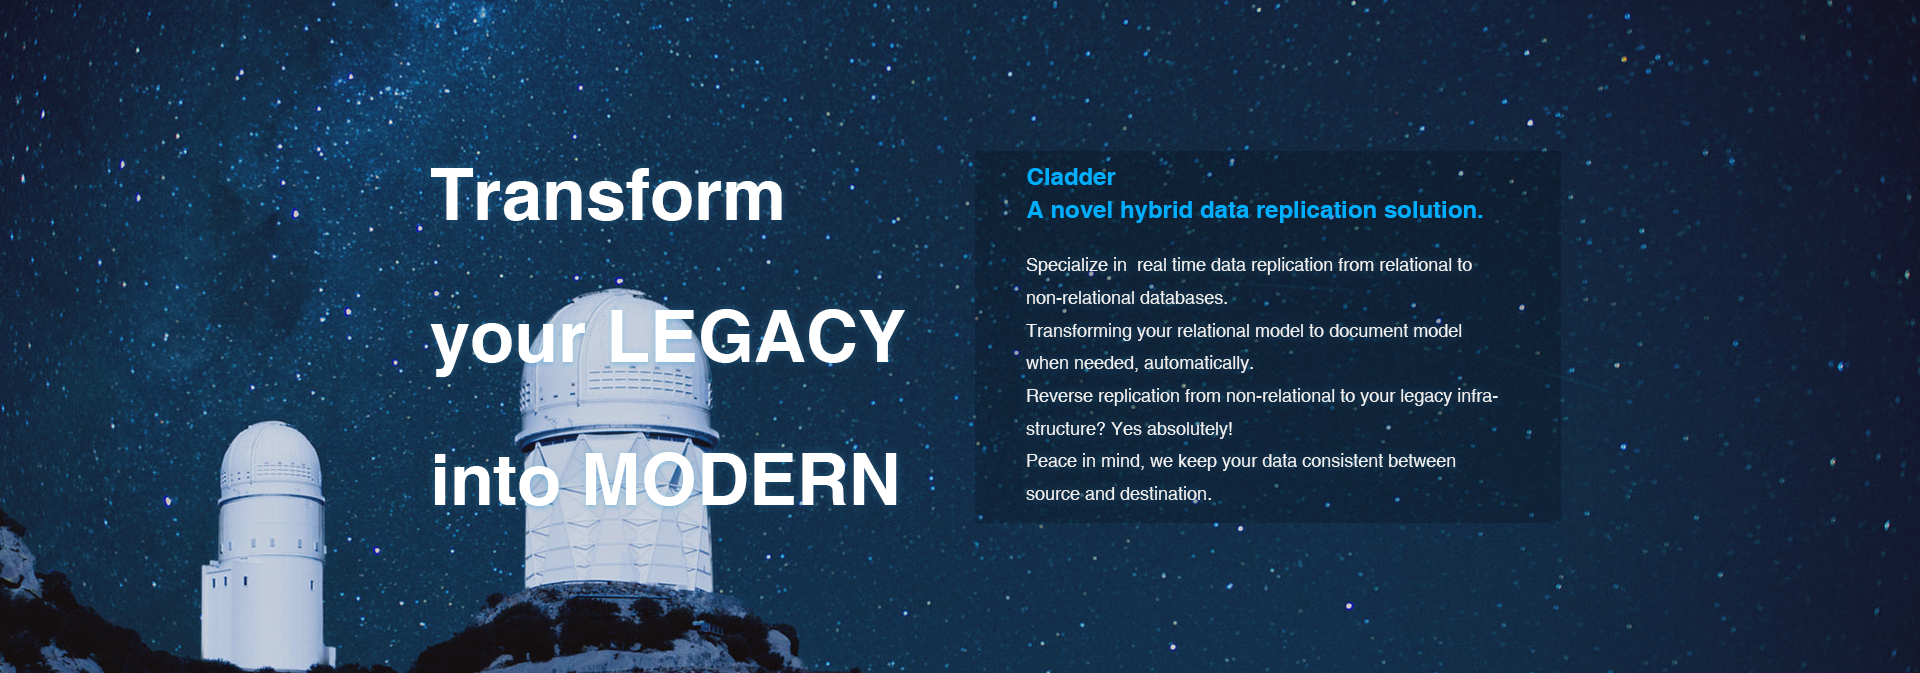 Transform
your LEGACY
into MODERN
Cladder
A novel hybrid data replication solution.
Specialize in  real time data replication from relational to
non-relational databases.
Transforming your relational model to document model
when needed, automatically.
Reverse replication from non-relational to your legacy infra-
structure? Yes absolutely!
Peace in mind, we keep your data consistent between
source and destination.